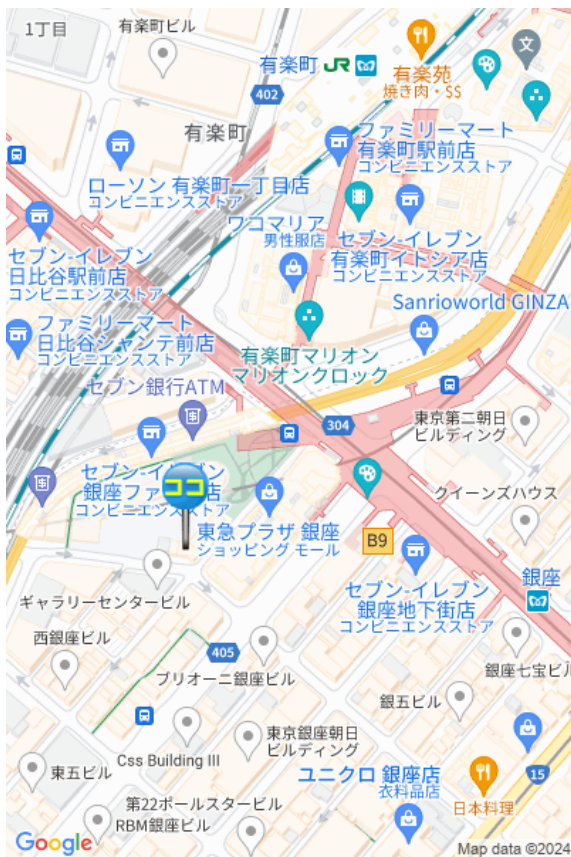 1丁目
有楽町ビル
有楽町 JR
有楽苑
焼き肉・SS
文
402
有楽町
ファミリーマート
有楽町駅前店
コンビニエンスストア
ローソン 有楽町一丁目店
コンビニエンスストア
ワコマリア
男性服店
セブン-イレブン
有楽町イトシア店
コンビニエンスストア
セブン-イレブン
日比谷駅前店
コンビニエンスストア
Sanrioworld GINZA
ファミリーマート
日比谷シャンテ前店
コンビニエンスストア
有楽町マリオン
マリオンクロック
セブン銀行ATM
304
東京第二朝日
ビルディング
セブン-イレブン
銀座ファ
店
コンビニエンスストア
ココ
東急プラザ 銀座
ショッピング モール
クイーンズハウス
B9
セブン-イレブン
銀座地下街店
コンビニエンスストア
銀座
ギャラリーセンタービル
西銀座ビル
405
ブリオーニ銀座ビル
銀座七宝ビル
銀五ビル
Css Building III
東京銀座朝日
ビルディング
東五ビル
ユニクロ 銀座店
衣料品店
15
日本料理
第22ポールスタービル
RBM銀座ビル
Google
Map data ©2024